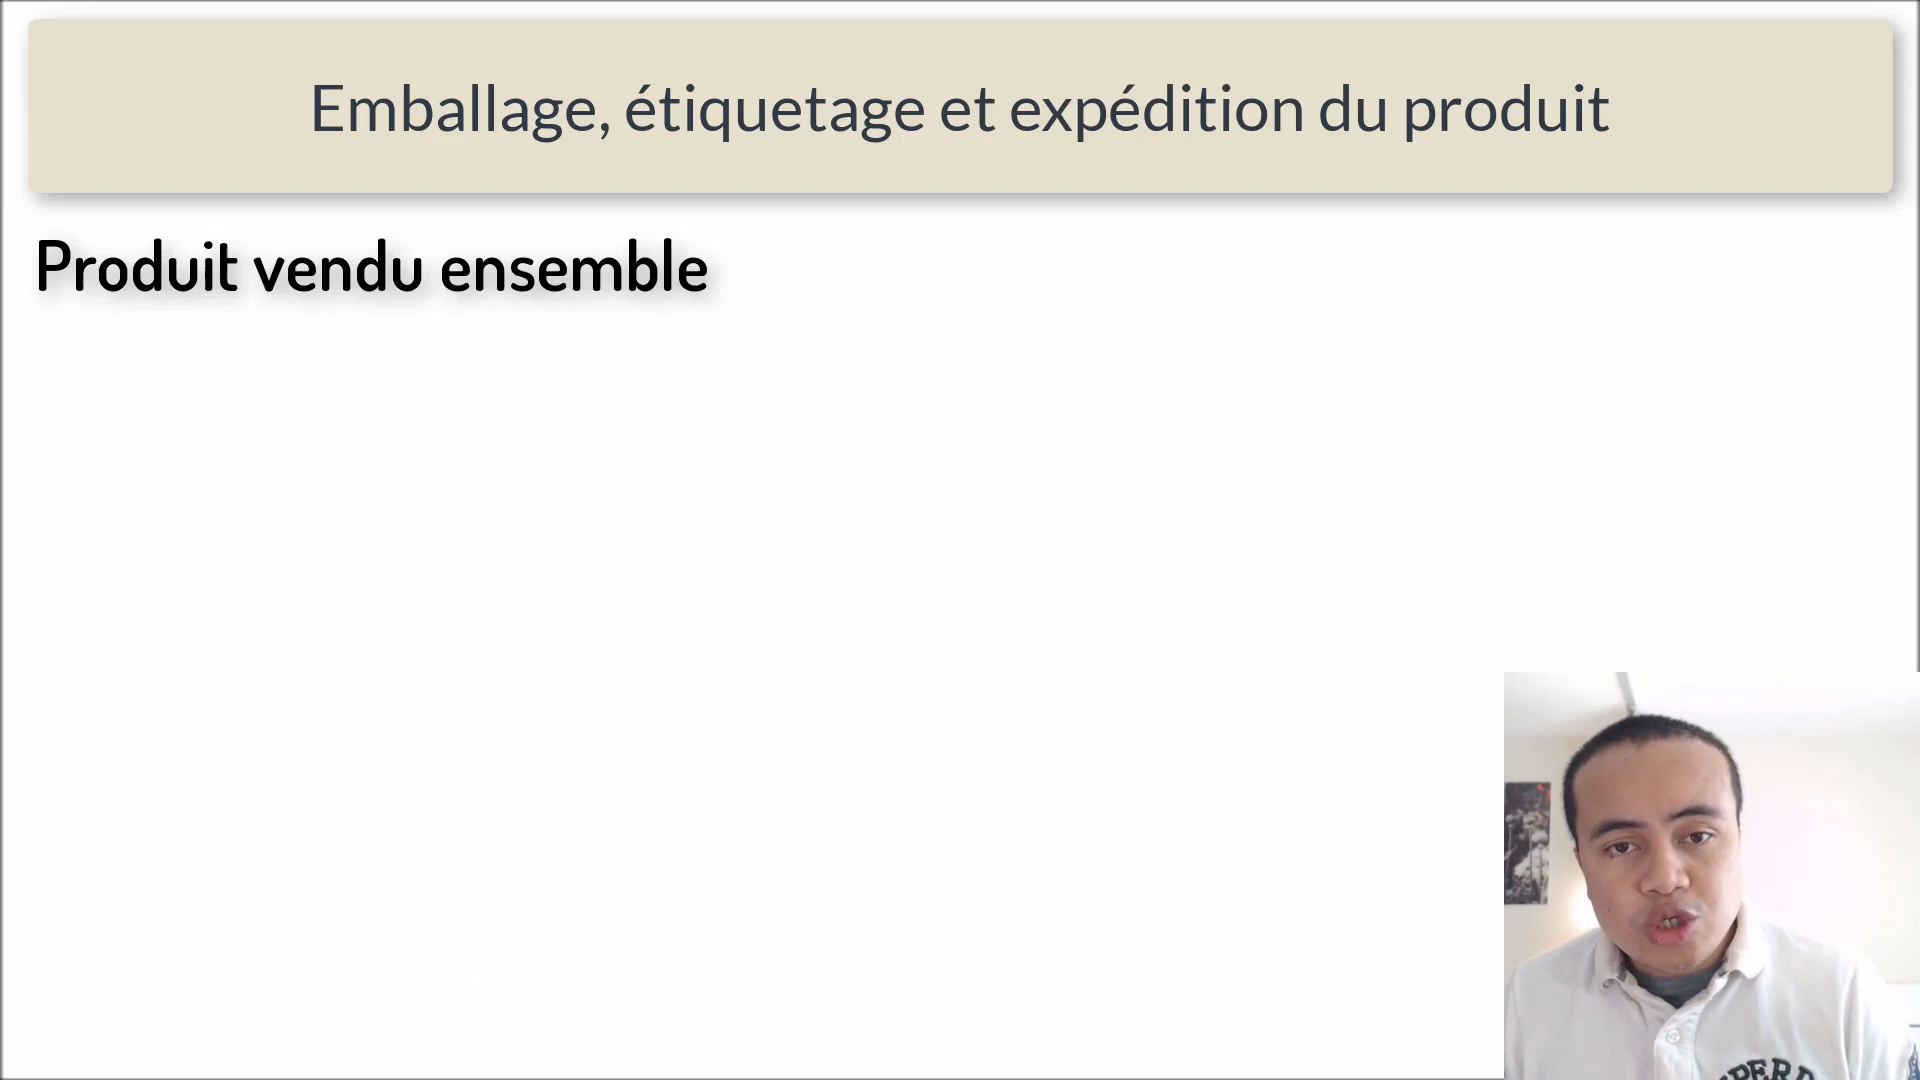 Emballage, étiquetage et expédition du produit
Produit vendu ensemble